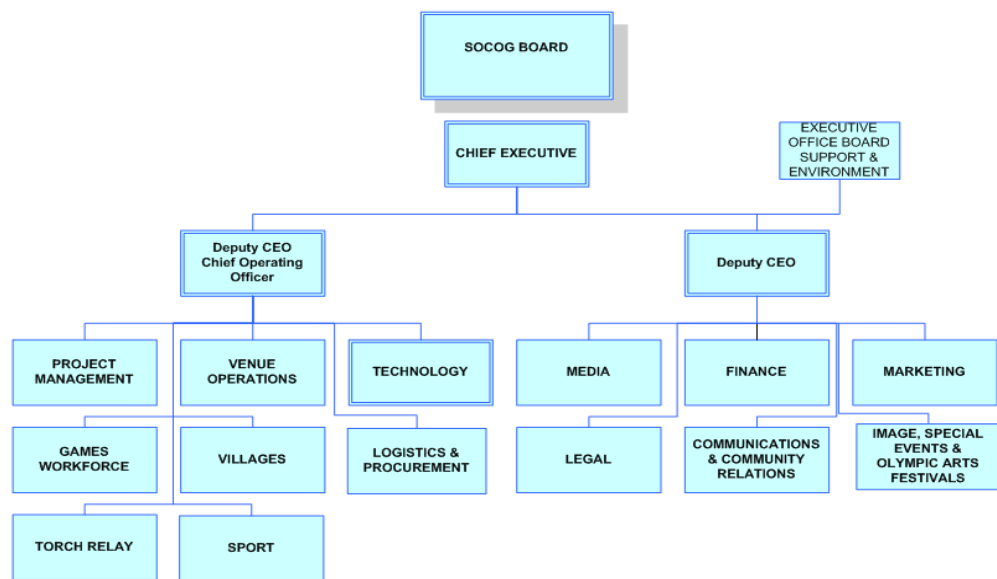 SOCOG BOARD
CHIEF EXECUTIVE
EXECUTIVE
OFFICE BOARD
SUPPORT &
ENVIRONMENT
Deputy CEO
Chief Operating
Officer
Deputy CEO
PROJECT
MANAGEMENT
VENUE
OPERATIONS
TECHNOLOGY
MEDIA
FINANCE
MARKETING
GAMES
WORKFORCE
VILLAGES
LOGISTICS &
PROCUREMENT
LEGAL
COMMUNICATIONS
& COMMUNITY
RELATIONS
IMAGE, SPECIAL
EVENTS &
OLYMPIC ARTS
FESTIVALS
TORCH RELAY
SPORT